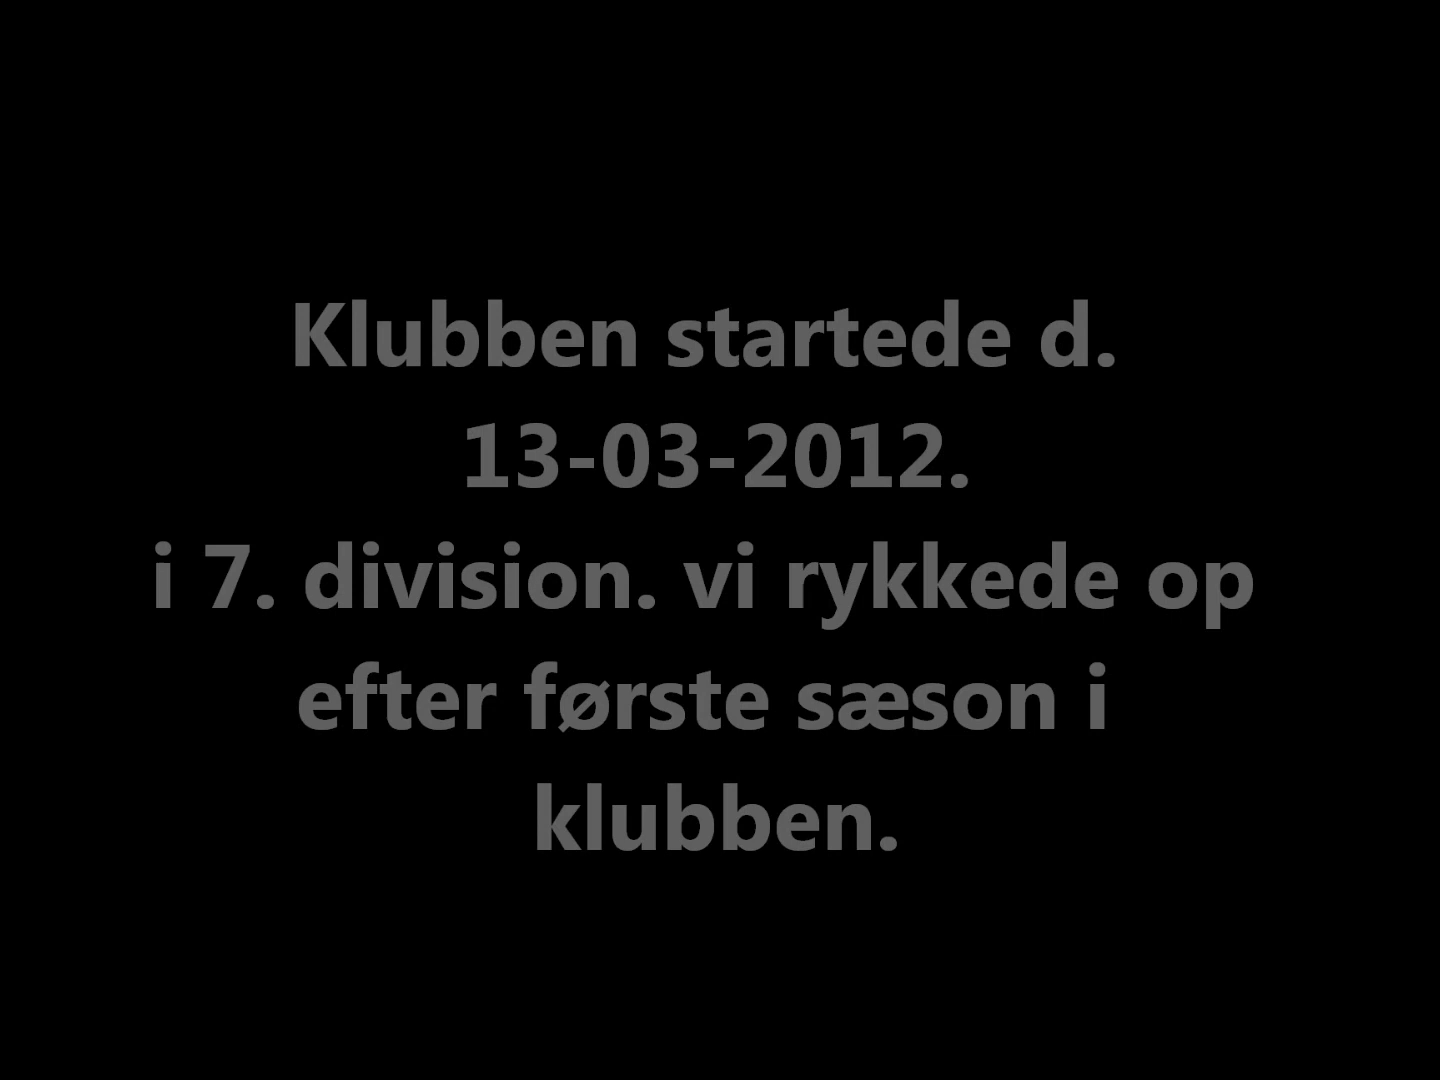 Klubben startede d.
13-03-2012.
i 7. division. vi rykkede op
efter første sæson i
klubben.